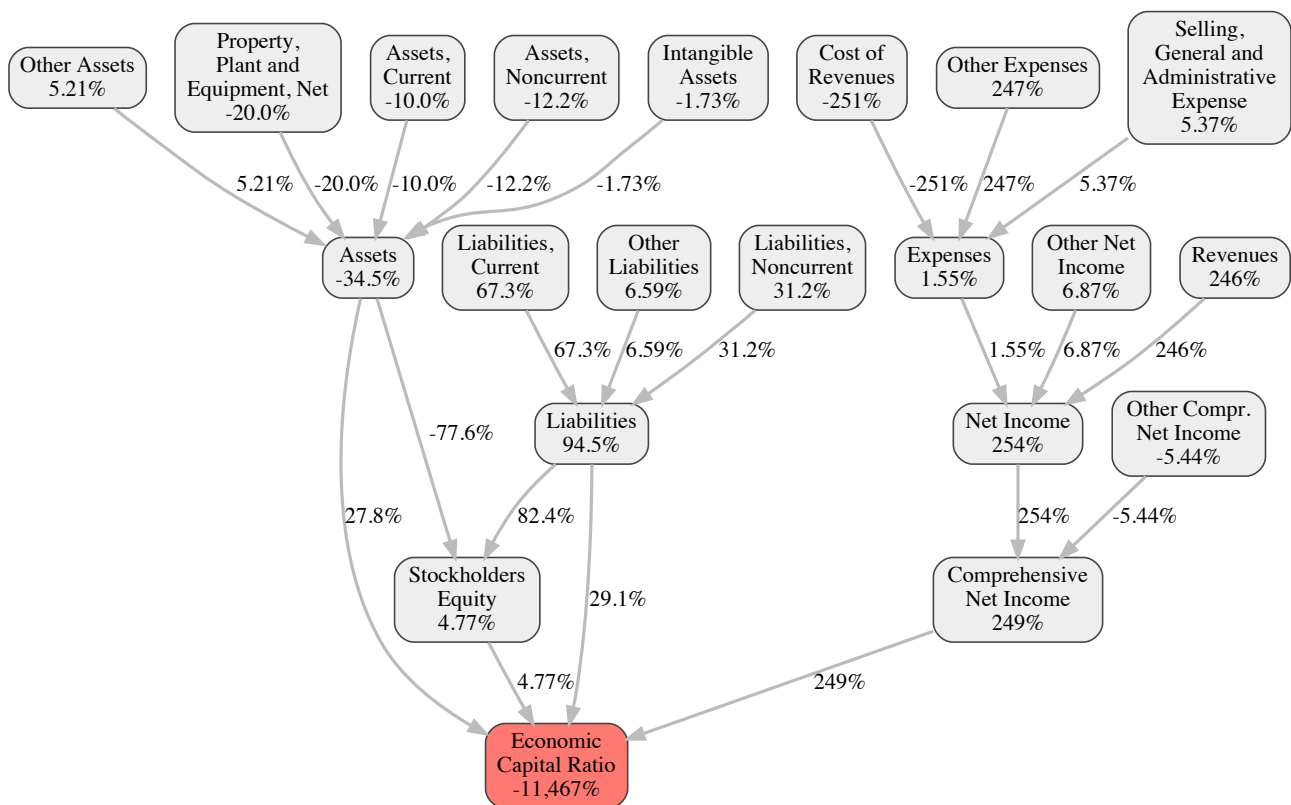 Other Assets
5.21%
Property,
Plant and
Equipment, Net
-20.0%
Assets,
Current
-10.0%
Assets,
Noncurrent
-12.2%
Intangible
Assets
-1.73%
Cost of
Revenues
-251%
Other Expenses
247%
Selling,
General and
Administrative
Expense
5.37%
5.21%
-20.0%
-10.0%
-12.2%
-1.73%
-251%
247%
5.37%
Assets
-34.5%
Liabilities,
Current
67.3%
Other
Liabilities
6.59%
Liabilities,
Noncurrent
31.2%
Expenses
1.55%
Other Net
Income
6.87%
Revenues
246%
67.3%
6.59%
31.2%
1.55%
6.87%
246%
-77.6%
Liabilities
94.5%
Net Income
254%
Other Compr.
Net Income
-5.44%
27.8%
82.4%
254%
-5.44%
Stockholders
Equity
4.77%
29.1%
Comprehensive
Net Income
249%
4.77%
249%
Economic
Capital Ratio
-11,467%